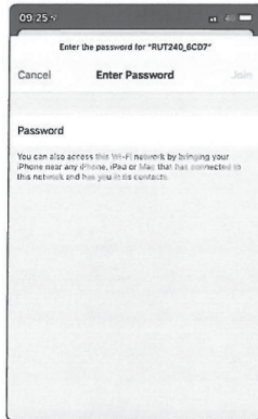 09:25
4G
Enter the password for "RUT240_6CD7"
Cancel Enter Password Join
Password
You can also access this Wi-Fi network by bringing your
iPhone near any iPhone, iPad or Mac that has connected to
this network and has you in its contacts.